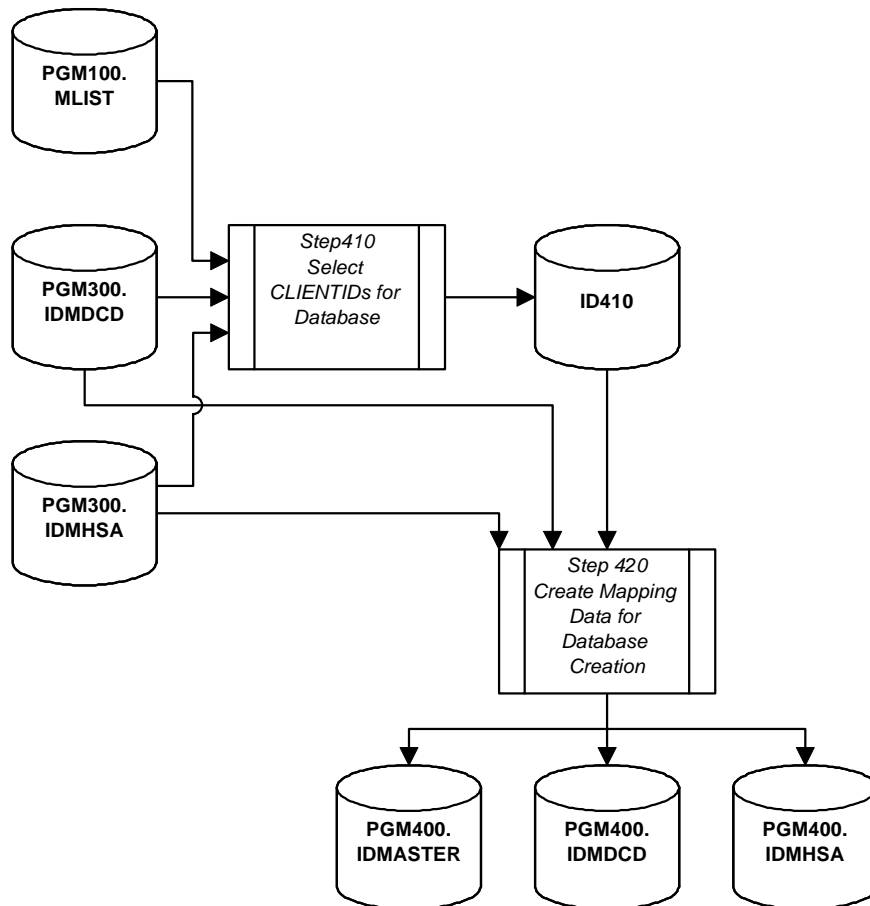 PGM100.
MLIST
PGM300.
IDMDCD
Step410
Select
CLIENTIDs for
Database
ID410
PGM300.
IDMHSA
Step 420
Create Mapping
Data for
Database
Creation
PGM400.
IDMASTER
PGM400.
IDMDCD
PGM400.
IDMHSA